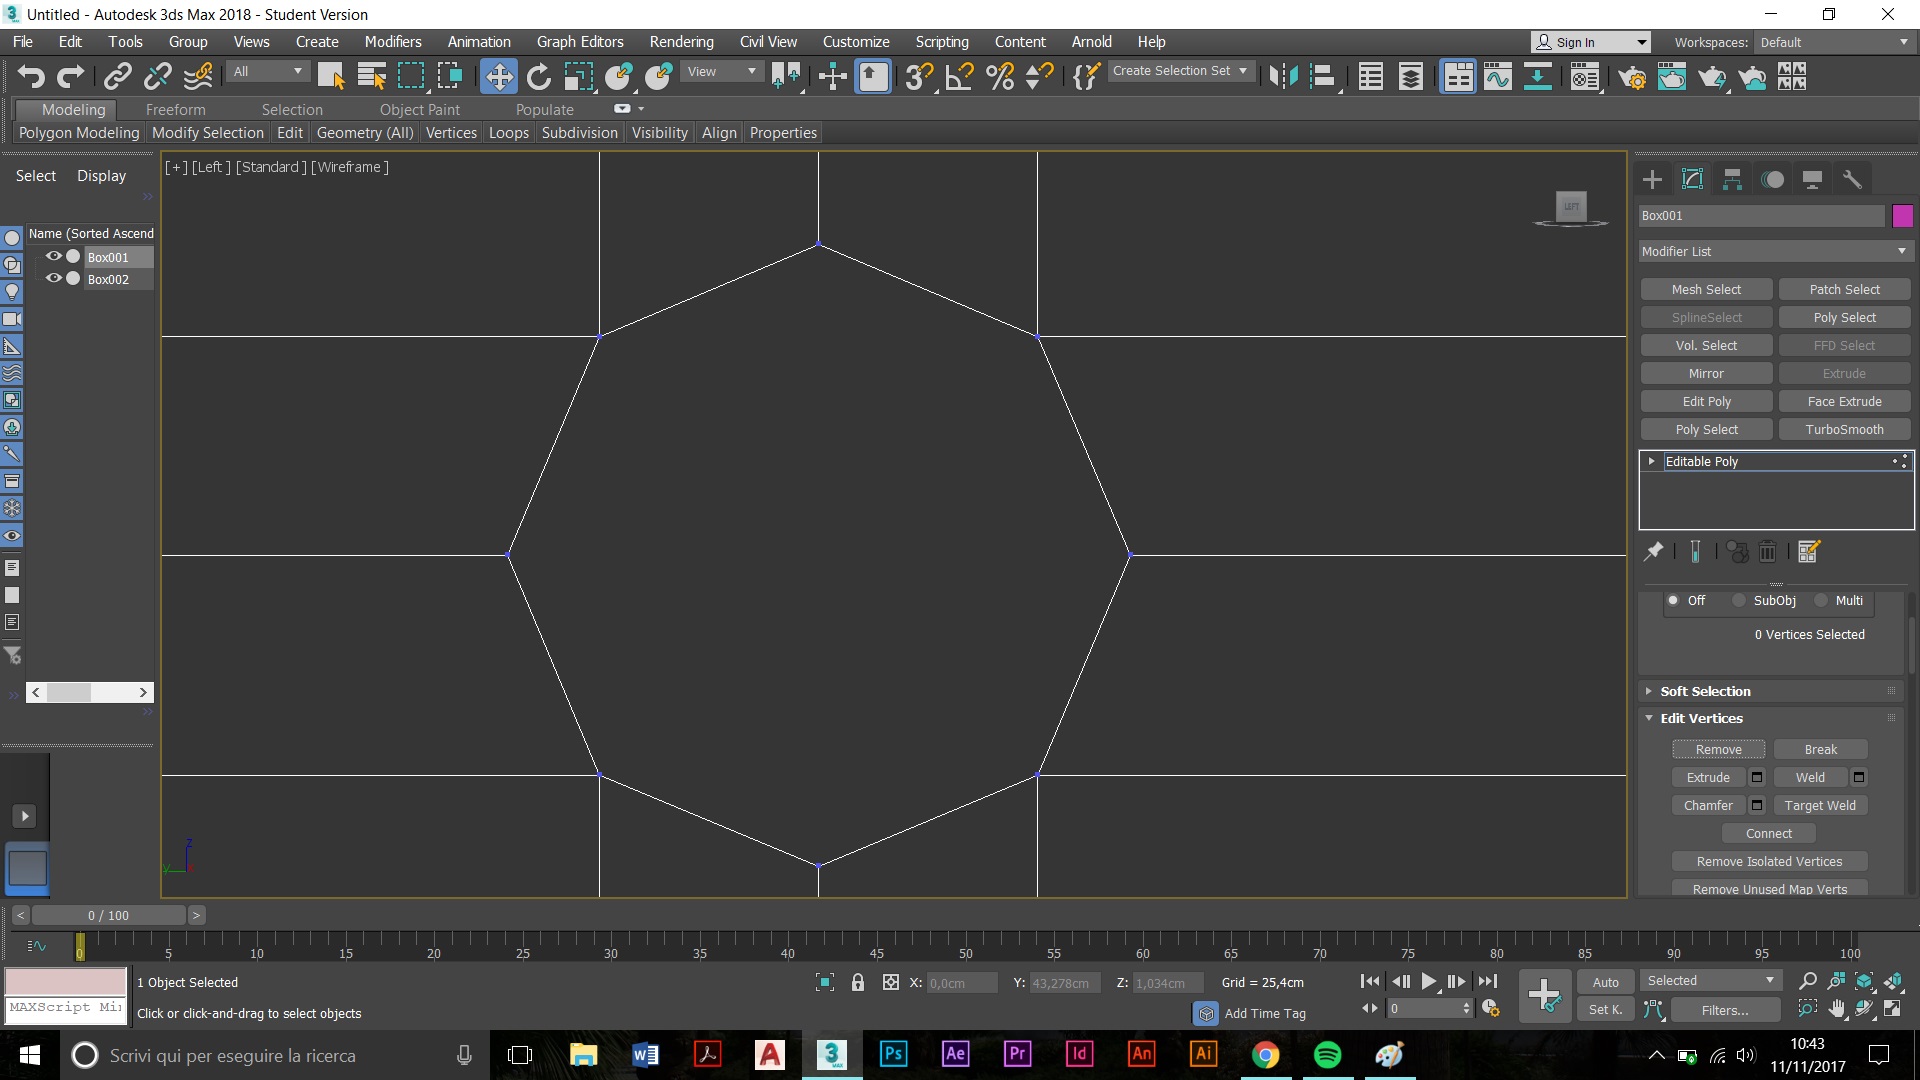 Untitled - Autodesk 3ds Max 2018 - Student Version
File Edit Tools Group Views Create Modifiers Animation Graph Editors Rendering Civil View Customize Scripting Content Arnold Help Sign In Workspaces: Default
All View Create Selection Set
Modeling Freeform Selection Object Paint Populate
Polygon Modeling Modify Selection Edit Geometry (All) Vertices Loops Subdivision Visibility Align Properties
Select Display
Name (Sorted Ascend
Box001
Box002
[+] [Left ] [Standard ] [Wireframe ]
LEFT
z
y
Box001
Modifier List
Mesh Select Patch Select
SplineSelect Poly Select
Vol. Select FFD Select
Mirror Extrude
Edit Poly Face Extrude
Poly Select TurboSmooth
Editable Poly
Off SubObj Multi
0 Vertices Selected
Soft Selection
Edit Vertices
Remove Break
Extrude Weld
Chamfer Target Weld
Connect
Remove Isolated Vertices
Remove Unused Map Verts
< 0 / 100 >
0 5 10 15 20 25 30 35 40 45 50 55 60 65 70 75 80 85 90 95 100
1 Object Selected X: 0,0cm Y: 43,278cm Z: 1,034cm Grid = 25,4cm Auto Selected
MAXScript Mi
Click or click-and-drag to select objects Add Time Tag 0 Set K. Filters...
Scrivi qui per eseguire la ricerca Ps Ae Pr Id An Ai 10:43
11/11/2017